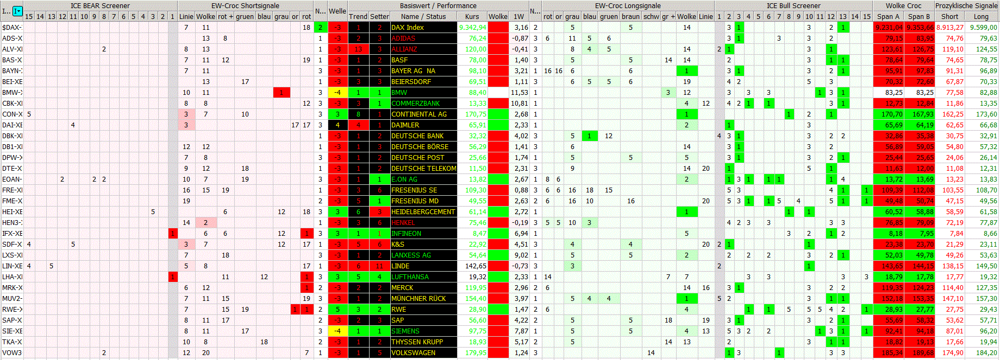 I... I ICE BEAR Screener EW-Croc Shortsignale N... Welle Basiswert / Performance N... EW-Croc Longsignale ICE Bull Screener Wolke Croc Prozyklische Signale
15 14 13 12 11 10 9 8 7 6 5 4 3 2 1 Linie Wolke rot + gruen blau grau or rot Trend Setter Name / Status Kurs Wolke 1W rot or grau blau gruen braun schw gr + Wolke Linie 1 2 3 4 5 6 7 8 9 10 11 12 13 14 15 Span A Span B Short Long
$DAX-: 7 11 18 2 -3 1 2 DAX Index 9.342,94 3,16 2 5 5 14 3 1 3 2 1 9.231,04 9.353,66 8.913,27 9.599,00
ADS-X 13 8 1 -3 2 3 ADIDAS 76,24 -0,87 3 6 11 5 6 3 1 3 3 2 79,15 83,95 74,76 79,63
ALV-XI 2 8 13 1 -3 13 3 ALLIANZ 120,00 -0,41 3 8 4 5 14 2 1 1 123,61 126,75 119,10 124,55
BAS-X 7 11 12 19 1 -3 1 2 BASF 78,00 1,40 3 5 5 14 14 2 1 1 78,64 79,64 74,65 78,75
BAYN-: 7 11 3 -3 1 3 BAYER AG NA 98,10 3,21 1 16 16 6 6 1 3 1 3 2 1 95,91 97,83 91,31 96,89
BEI-XE 13 17 3 -3 3 3 BEIERSDORF 69,51 1,11 3 6 5 5 6 19 4 2 5 3 70,32 72,60 67,87 70,33
BMW-: 10 11 1 3 -4 1 1 BMW 88,40 11,53 1 3 12 3 3 3 1 3 1 83,25 83,25 77,58 82,88
CBK-XI 8 8 12 3 -3 3 1 COMMERZBANK 13,33 10,81 1 4 12 4 2 1 1 3 1 12,73 12,84 11,86 13,35
CON-X 5 3 7 10 3 3 8 1 CONTINENTAL AG 170,75 2,68 1 1 1 2 1 170,70 167,93 162,25 173,60
DAI-XE 4 3 17 17 3 4 4 1 DAIMLER 65,91 2,33 1 2 1 3 65,69 64,19 62,65 66,68
DBK-X 1 -3 1 2 DEUTSCHE BANK 32,32 4,02 3 5 1 12 4 3 1 3 2 2 32,86 35,38 30,75 32,91
DB1-X 12 12 1 -3 1 3 DEUTSCHE BÖRSE 56,29 1,41 3 6 14 3 1 3 2 56,89 59,05 54,80 57,32
DPW-X 7 8 1 -3 1 2 DEUTSCHE POST 25,66 1,74 3 5 5 5 3 1 3 2 1 25,44 25,65 24,06 26,14
DTE-X 9 12 18 1 -3 1 2 DEUTSCHE TELEKOM 11,50 2,31 3 9 14 20 1 5 1 11,63 12,00 11,08 12,31
EOAN- 2 2 2 10 7 19 3 -3 1 1 E.ON AG 13,82 2,67 1 8 6 2 1 3 1 1 1 1 4 13,72 13,69 13,23 13,83
FRE-XI 16 15 19 1 -3 3 6 FRESENIUS SE 109,30 0,88 3 6 6 16 18 15 5 3 4 1 1 109,39 112,08 103,55 108,70
FME-X 19 2 -3 5 1 FRESENIUS MD 49,55 2,63 2 6 16 10 16 20 5 3 1 1 5 4 5 1 1 49,48 50,74 47,15 49,56
HEI-XE 5 6 12 18 3 3 6 3 HEIDELBERGCEMENT 61,14 2,72 1 1 1 1 60,52 58,88 58,59 61,58
HEN3-: 14 2 1 -3 3 6 HENKEL 75,46 -0,19 3 5 5 10 3 4 2 3 3 3 3 76,85 79,09 72,19 77,87
IFX-XE 1 6 6 12 1 3 3 1 1 INFINEON 8,47 6,94 1 5 3 2 1 2 8,18 7,95 7,84 8,66
SDF-X 4 5 3 7 12 17 1 -3 5 6 K&S 22,92 4,51 3 4 4 20 2 1 1 23,38 23,70 21,29 23,11
LXS-XI 7 18 3 -3 1 2 LANXESS AG 54,64 9,02 1 5 5 2 2 2 2 3 1 52,03 49,78 49,26 53,63
LIN-XE 4 5 5 8 17 1 -3 6 11 LINDE 142,65 -0,73 3 3 2 1 143,65 144,15 138,15 149,50
LHA-XI 1 11 12 1 3 3 5 4 LUFTHANSA 19,32 2,33 1 14 7 7 3 3 3 3 18,79 17,78 17,77 19,32
MRK-X 6 12 1 2 -3 2 2 MERCK 119,95 2,96 2 6 14 16 3 1 3 2 2 119,35 124,23 114,40 127,35
MUV2- 7 11 15 19 3 -3 1 2 MÜNCHNER RÜCK 154,40 3,97 1 5 4 4 1 5 2 1 1 152,18 153,35 147,10 157,30
RWE-X 7 15 19 1 1 2 5 3 2 RWE 28,90 1,47 2 6 4 1 1 5 5 5 4 2 1 28,93 27,77 27,75 29,43
SAP-X 8 11 17 2 -3 2 3 SAP 56,60 4,22 2 5 5 18 19 3 1 3 2 1 55,69 58,32 53,62 57,71
SIE-XE 8 11 17 3 -4 1 1 SIEMENS 97,75 7,87 1 5 5 4 13 5 3 2 2 1 3 1 1 92,41 94,18 87,01 96,20
TKA-X 10 8 18 2 -3 1 2 THYSSEN KRUPP 18,93 5,17 2 5 14 13 2 3 1 1 18,82 19,13 17,66 19,94
VOW3 2 12 20 7 1 -3 1 5 VOLKSWAGEN 179,95 1,24 3 14 1 3 1 3 3 185,34 189,68 174,90 184,20